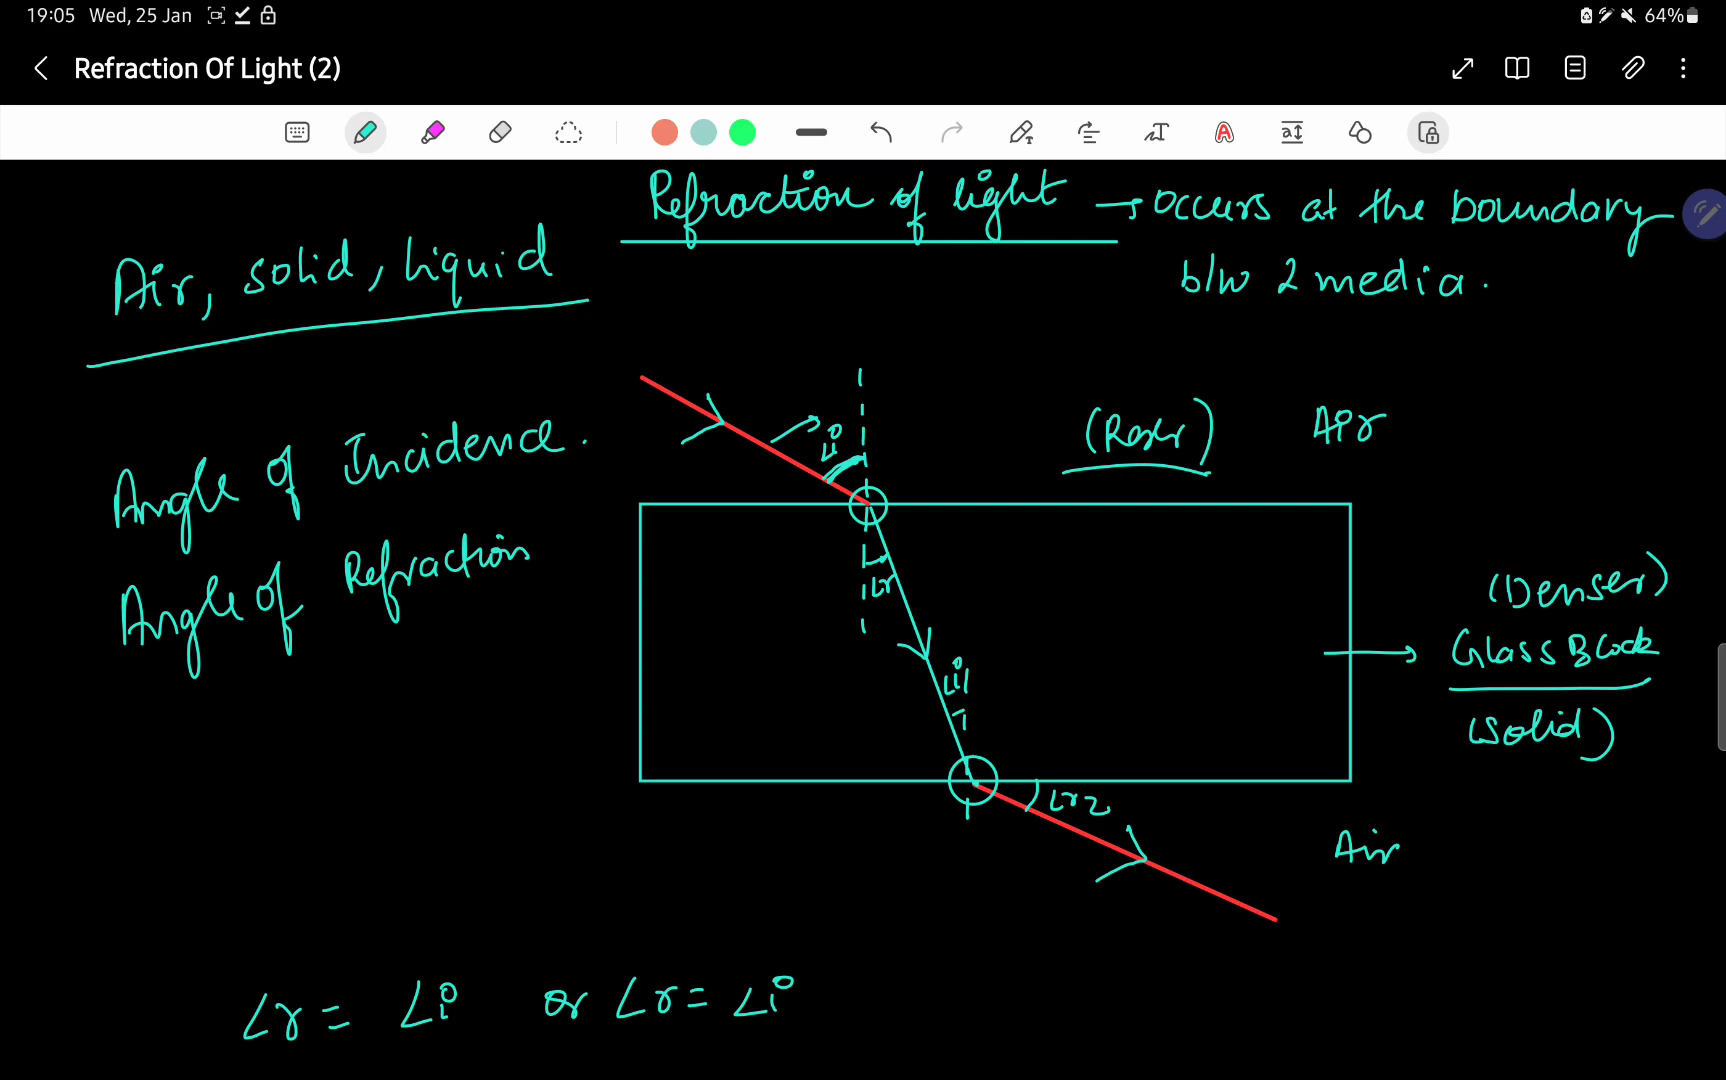 19:05 Wed, 25 Jan 64%
Refraction Of Light (2)
Refraction of light → occurs at the boundary
b/w 2 media.
Air, solid, liquid
Angle of Incidence.
Angle of Refraction
∠i
(Rarer) Air
∠r
∠i1
(Denser)
Glass Block
(Solid)
∠r2
Air
∠r = ∠i or ∠r = ∠i